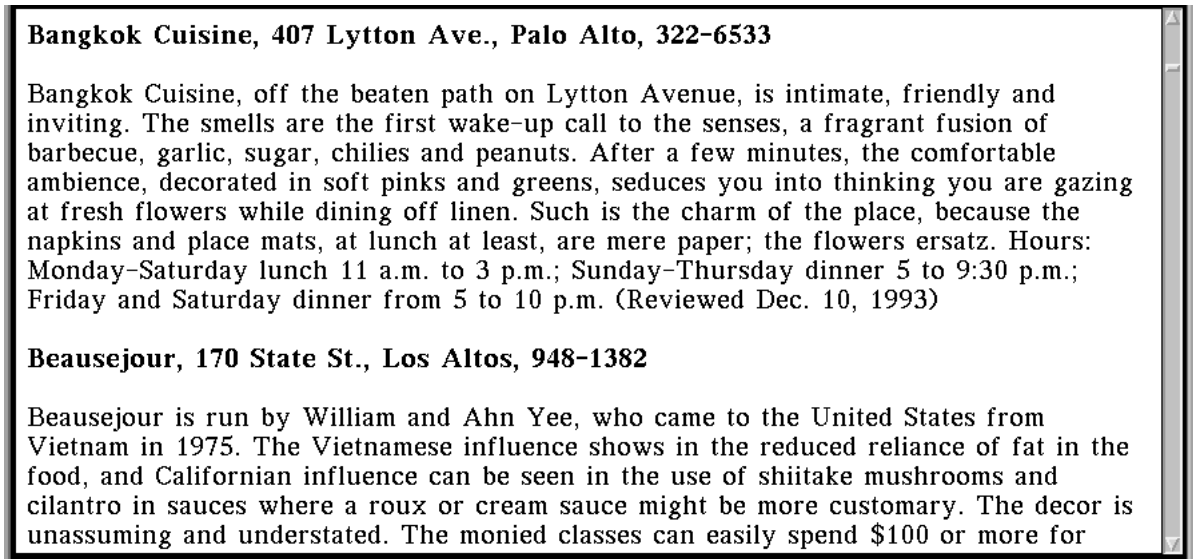 Bangkok Cuisine, 407 Lytton Ave., Palo Alto, 322-6533
Bangkok Cuisine, off the beaten path on Lytton Avenue, is intimate, friendly and
inviting. The smells are the first wake-up call to the senses, a fragrant fusion of
barbecue, garlic, sugar, chilies and peanuts. After a few minutes, the comfortable
ambience, decorated in soft pinks and greens, seduces you into thinking you are gazing
at fresh flowers while dining off linen. Such is the charm of the place, because the
napkins and place mats, at lunch at least, are mere paper; the flowers ersatz. Hours:
Monday-Saturday lunch 11 a.m. to 3 p.m.; Sunday-Thursday dinner 5 to 9:30 p.m.;
Friday and Saturday dinner from 5 to 10 p.m. (Reviewed Dec. 10, 1993)
Beausejour, 170 State St., Los Altos, 948-1382
Beausejour is run by William and Ahn Yee, who came to the United States from
Vietnam in 1975. The Vietnamese influence shows in the reduced reliance of fat in the
food, and Californian influence can be seen in the use of shiitake mushrooms and
cilantro in sauces where a roux or cream sauce might be more customary. The decor is
unassuming and understated. The monied classes can easily spend $100 or more for